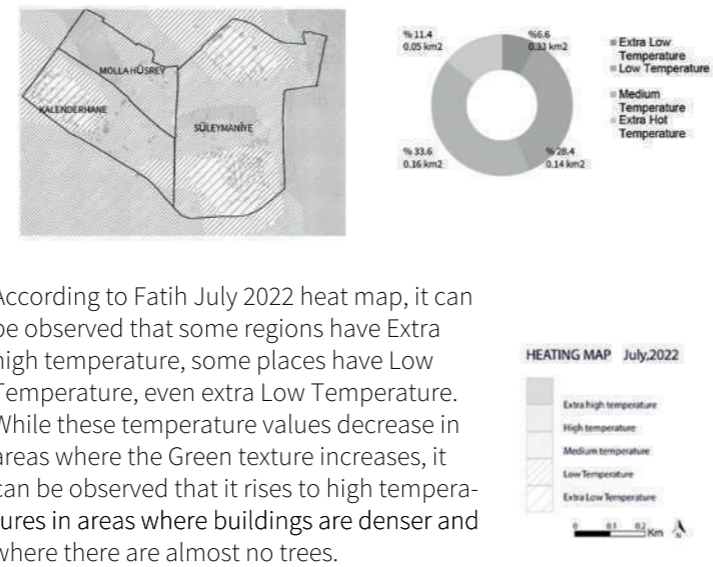 MOLLA HÜSREV
KALENDERHANE
SÜLEYMANİYE
% 11.4
0.05 km2
%6.6
0.33 km2
% 33.6
0.16 km2
% 28.4
0.14 km2
Extra Low
Temperature
Low Temperature
Medium
Temperature
Extra Hot
Temperature
According to Fatih July 2022 heat map, it can
be observed that some regions have Extra
high temperature, some places have Low
Temperature, even extra Low Temperature.
While these temperature values decrease in
areas where the Green texture increases, it
can be observed that it rises to high tempera-
tures in areas where buildings are denser and
where there are almost no trees.
HEATING MAP July,2022
Extra high temperature
High temperature
Medium temperature
Low Temperature
Extra Low Temperature
0 0.1 0.2 Km
N